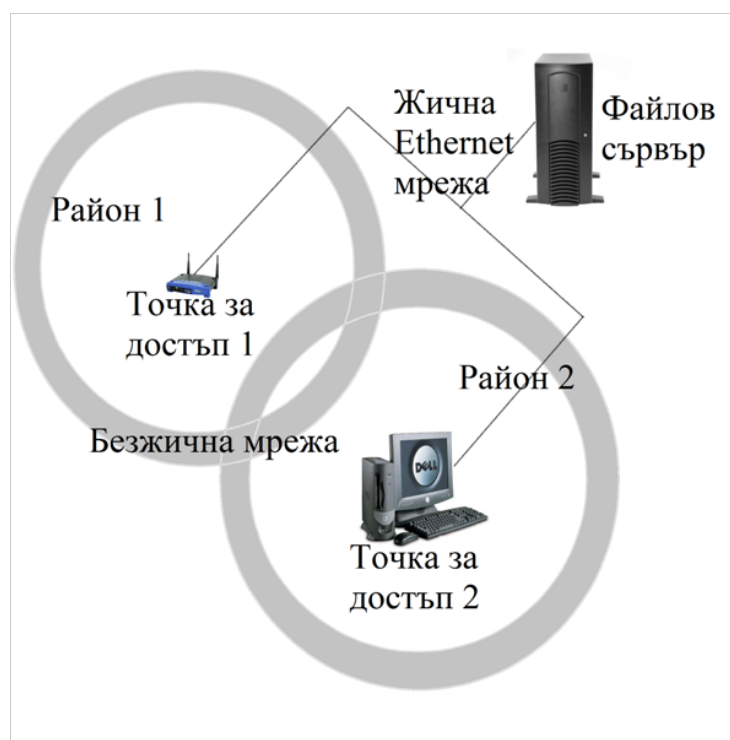 Жична
Ethernet
мрежа
Файлов
сървър
Район 1
Точка за
достъп 1
Район 2
Безжична мрежа
DELL
Точка за
достъп 2